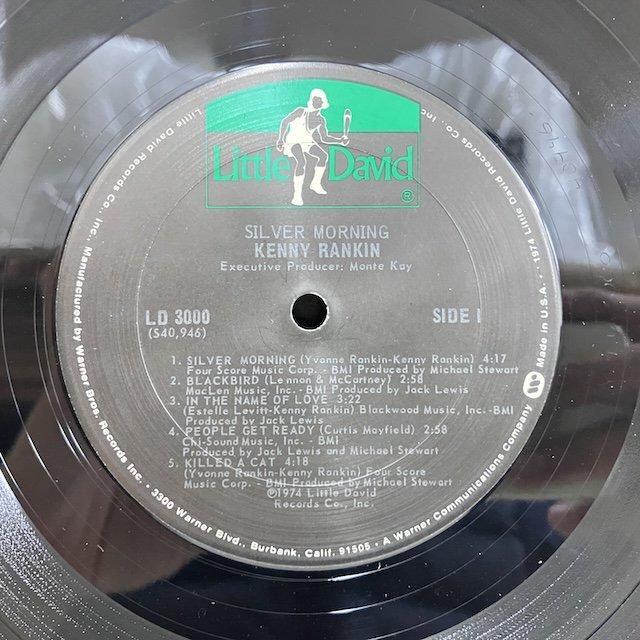 Little David
®
SILVER MORNING
KENNY RANKIN
Executive Producer: Monte Kay
LD 3000
(S40,946)
SIDE I
1. SILVER MORNING (Yvonne Rankin-Kenny Rankin) 4:17
Four Score Music Corp. - BMI Produced by Michael Stewart
2. BLACKBIRD (Lennon & McCartney) 2:58
MacLen Music, Inc. - BMI Produced by Jack Lewis
3. IN THE NAME OF LOVE 3:22
(Estelle Levitt-Kenny Rankin) Blackwood Music, Inc. -BMI
Produced by Jack Lewis
4. PEOPLE GET READY (Curtis Mayfield) 2:58
Chi-Sound Music, Inc. - BMI
Produced by Jack Lewis and Michael Stewart
5. KILLED A CAT 4:18
(Yvonne Rankin-Kenny Rankin) Four Score
Music Corp. - BMI Produced by Michael Stewart
©1974 Little David
Records Co., Inc.
Little David Records Co., Inc., Manufactured by Warner Bros. Records Inc. • 3300 Warner Blvd., Burbank, Calif. 91505 • A Warner Communications Company
Made in U.S.A. • 1974 Little David Records Co., Inc.